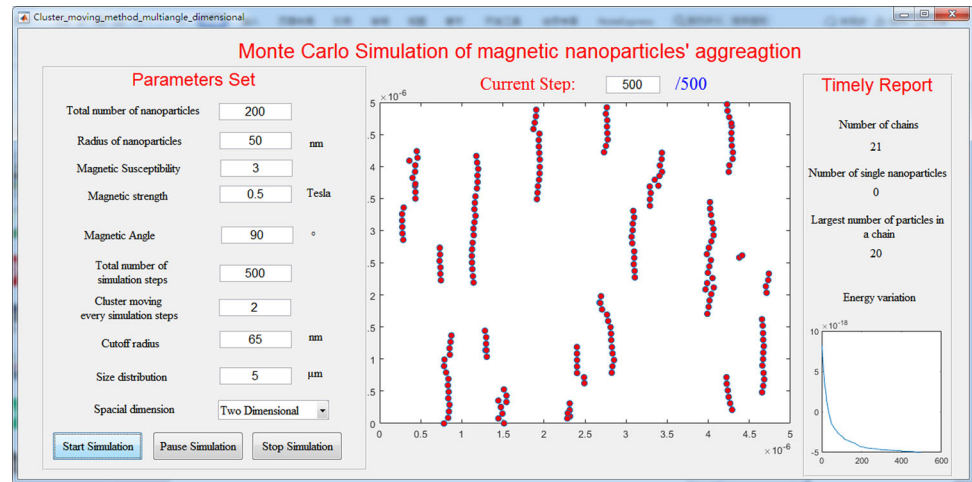 Cluster_moving_method_multiangle_dimensional
Monte Carlo Simulation of magnetic nanoparticles' aggreagtion
Parameters Set
Total number of nanoparticles 200
Radius of nanoparticles 50 nm
Magnetic Susceptibility 3
Magnetic strength 0.5 Tesla
Magnetic Angle 90 °
Total number of
simulation steps 500
Cluster moving
every simulation steps 2
Cutoff radius 65 nm
Size distribution 5 μm
Spacial dimension Two Dimensional
Start Simulation Pause Simulation Stop Simulation
Current Step: 500 /500
× 10⁻⁶
5
.5
4
.5
3
.5
2
.5
1
.5
0
0 0.5 1 1.5 2 2.5 3 3.5 4 4.5 5
× 10⁻⁶
Timely Report
Number of chains
21
Number of single nanoparticles
0
Largest number of particles in
a chain
20
Energy variation
× 10⁻¹⁸
10
5
0
-5
0 200 400 600